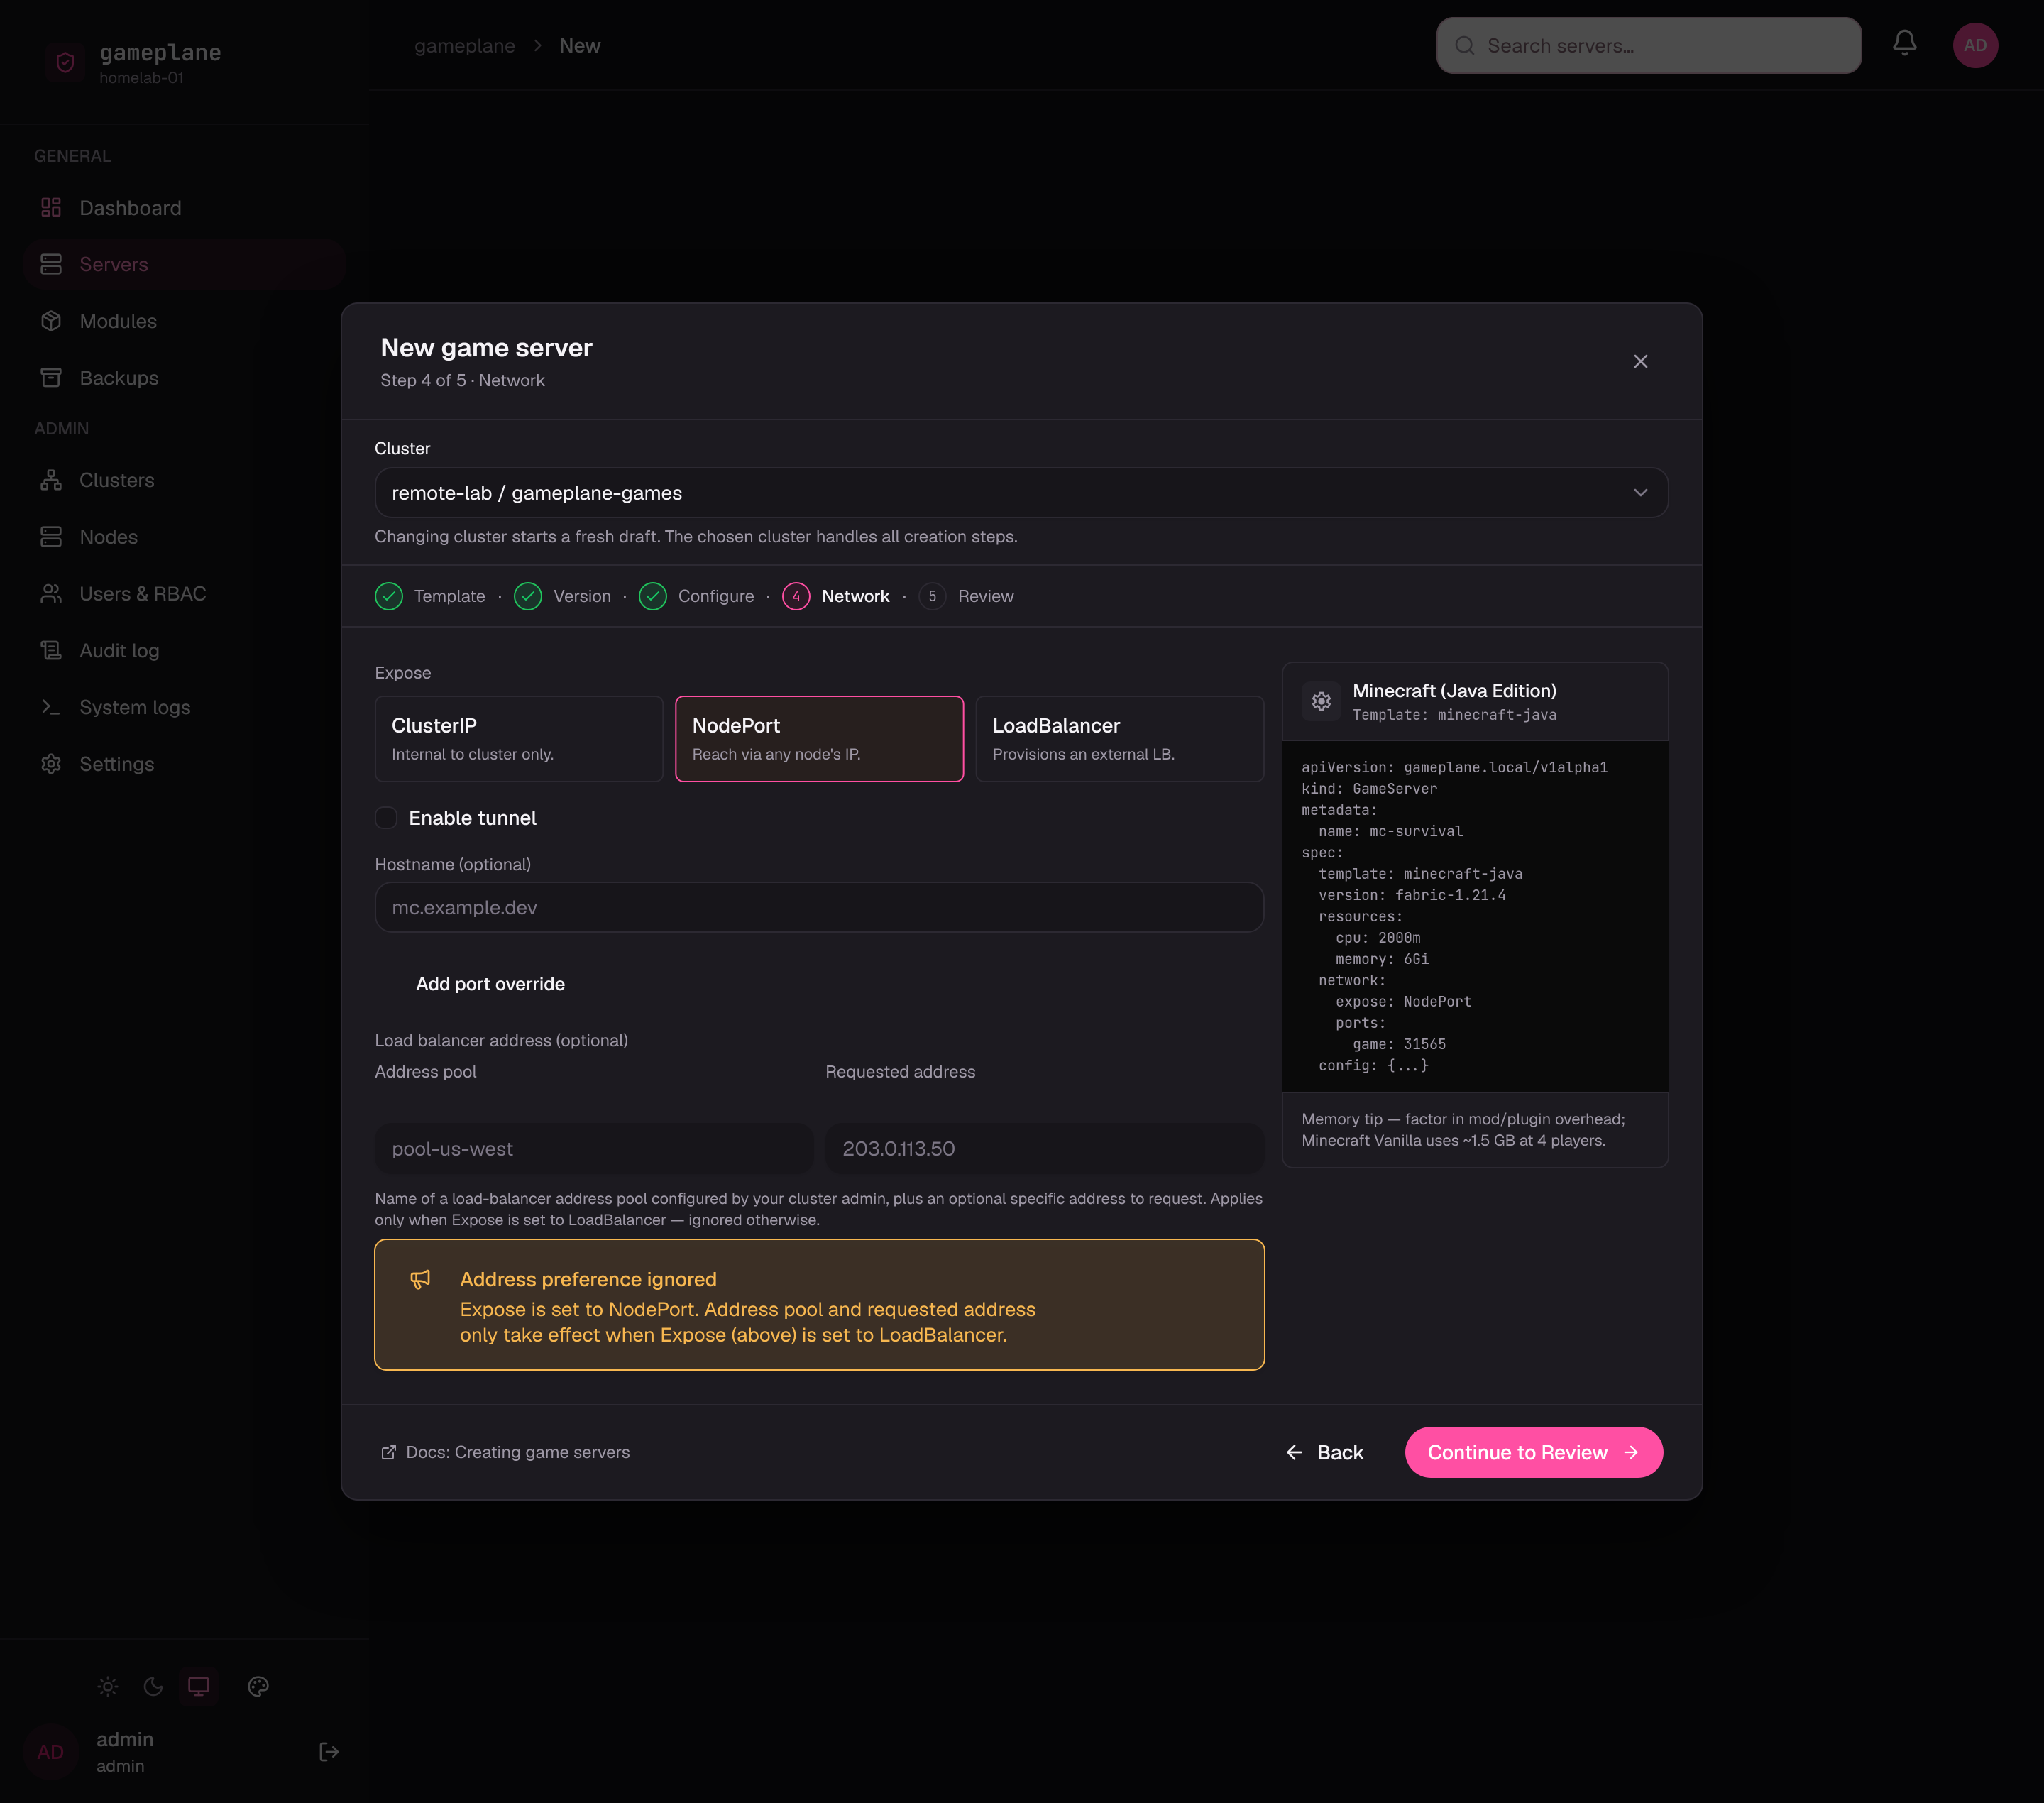 gameplane
homelab-01
gameplane > New
Search servers...
AD
GENERAL
Dashboard
Servers
Modules
Backups
ADMIN
Clusters
Nodes
Users & RBAC
Audit log
System logs
Settings
New game server
Step 4 of 5 · Network
Cluster
remote-lab / gameplane-games
Changing cluster starts a fresh draft. The chosen cluster handles all creation steps.
Template · Version · Configure · 4 Network · 5 Review
Expose
ClusterIP
Internal to cluster only.
NodePort
Reach via any node's IP.
LoadBalancer
Provisions an external LB.
Enable tunnel
Hostname (optional)
mc.example.dev
Add port override
Load balancer address (optional)
Address pool
Requested address
pool-us-west
203.0.113.50
Name of a load-balancer address pool configured by your cluster admin, plus an optional specific address to request. Applies
only when Expose is set to LoadBalancer — ignored otherwise.
Address preference ignored
Expose is set to NodePort. Address pool and requested address
only take effect when Expose (above) is set to LoadBalancer.
Minecraft (Java Edition)
Template: minecraft-java
apiVersion: gameplane.local/v1alpha1
kind: GameServer
metadata:
  name: mc-survival
spec:
  template: minecraft-java
  version: fabric-1.21.4
  resources:
    cpu: 2000m
    memory: 6Gi
  network:
    expose: NodePort
    ports:
      game: 31565
  config: {...}
Memory tip — factor in mod/plugin overhead;
Minecraft Vanilla uses ~1.5 GB at 4 players.
Docs: Creating game servers
Back
Continue to Review
AD
admin
admin